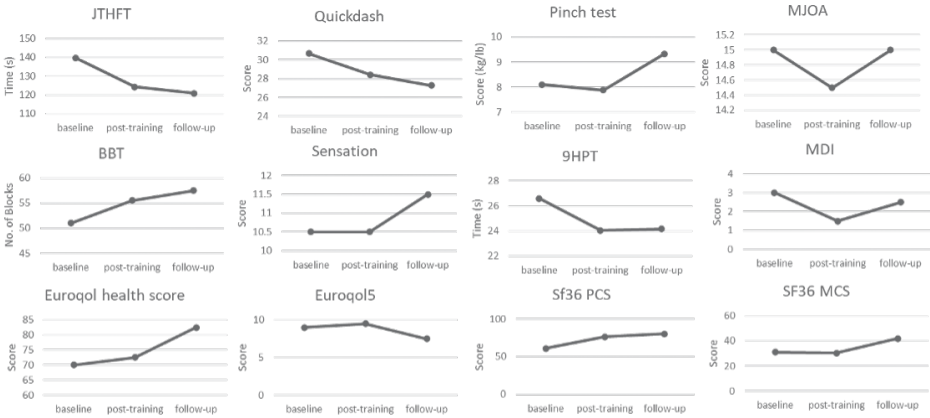 JTHFT
Time (s)
150
140
130
120
110
baseline post-training follow-up
Quickdash
Score
32
30
28
26
24
baseline post-training follow-up
Pinch test
Score (kg/lb)
10
9
8
7
baseline post-training follow-up
MJOA
Score
15.2
15
14.8
14.6
14.4
14.2
baseline post-training follow-up
BBT
No. of Blocks
60
55
50
45
baseline post-training follow-up
Sensation
Score
12
11.5
11
10.5
10
baseline post-training follow-up
9HPT
Time (s)
28
26
24
22
baseline post-training follow-up
MDI
Score
4
3
2
1
0
baseline post-training follow-up
Euroqol health score
Score
85
80
75
70
65
60
baseline post-training follow-up
Euroqol5
Score
10
5
0
baseline post-training follow-up
Sf36 PCS
Score
100
50
0
baseline post-training follow-up
SF36 MCS
Score
60
40
20
0
baseline post-training follow-up